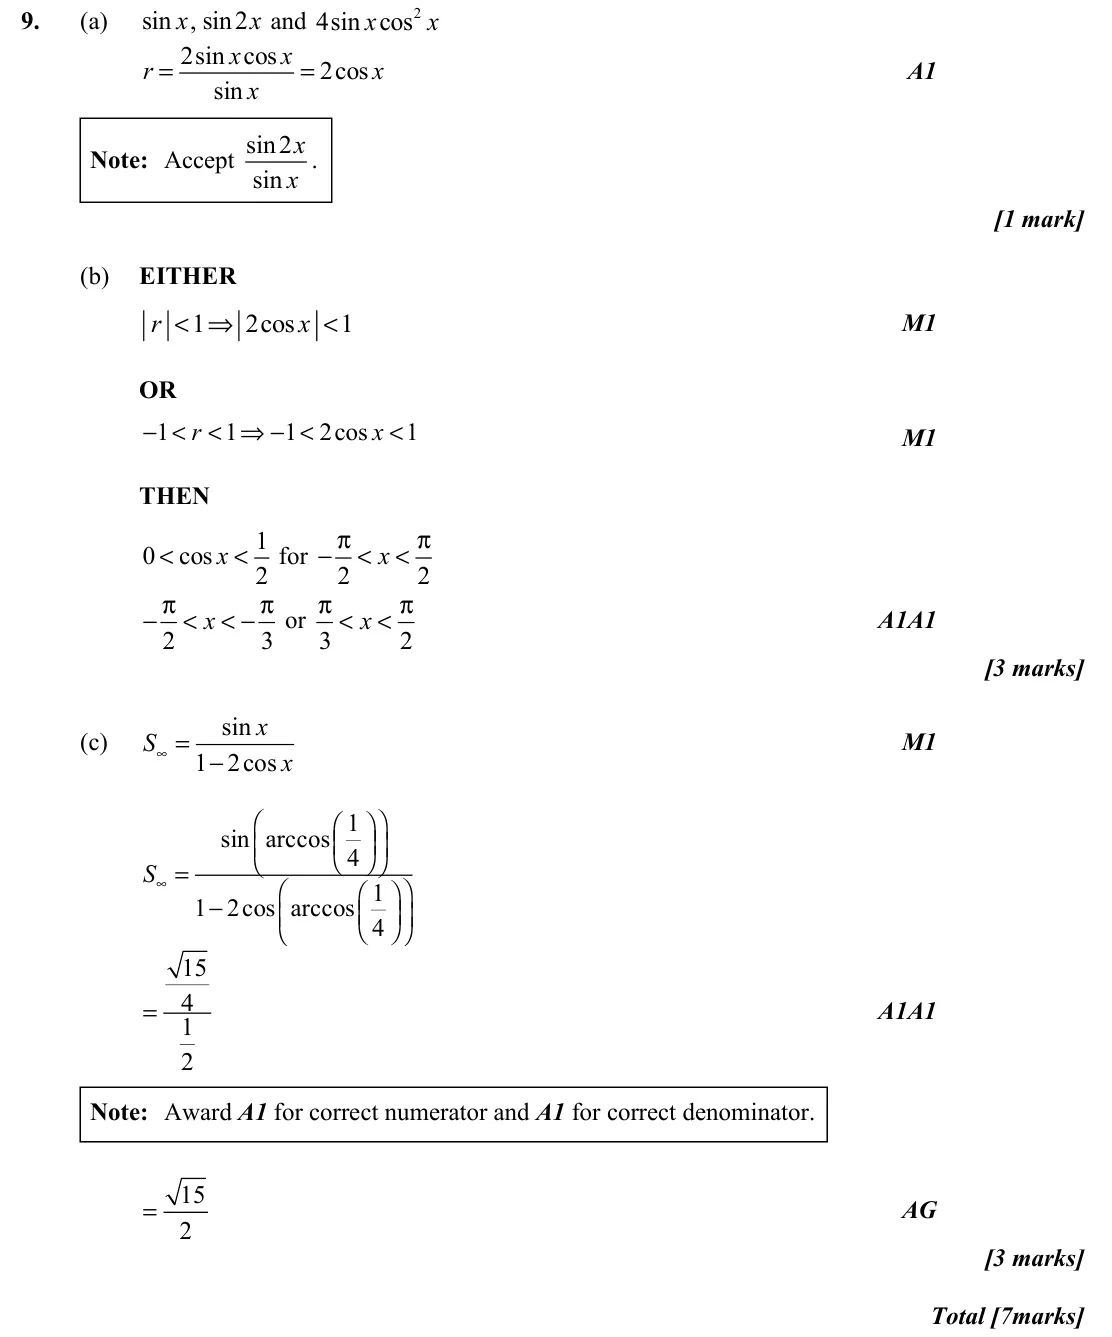 9. (a) sin x, sin 2x and 4 sin x cos² x
r = (2 sin x cos x)/(sin x) = 2 cos x A1
Note: Accept (sin 2x)/(sin x).
[1 mark]
(b) EITHER
|r| < 1 ⇒ |2 cos x| < 1 M1
OR
−1 < r < 1 ⇒ −1 < 2 cos x < 1 M1
THEN
0 < cos x < 1/2 for −π/2 < x < π/2
−π/2 < x < −π/3 or π/3 < x < π/2 A1A1
[3 marks]
(c) S∞ = (sin x)/(1 − 2 cos x) M1
S∞ = (sin(arccos(1/4)))/(1 − 2 cos(arccos(1/4)))
= (√15/4)/(1/2) A1A1
Note: Award A1 for correct numerator and A1 for correct denominator.
= √15/2 AG
[3 marks]
Total [7marks]